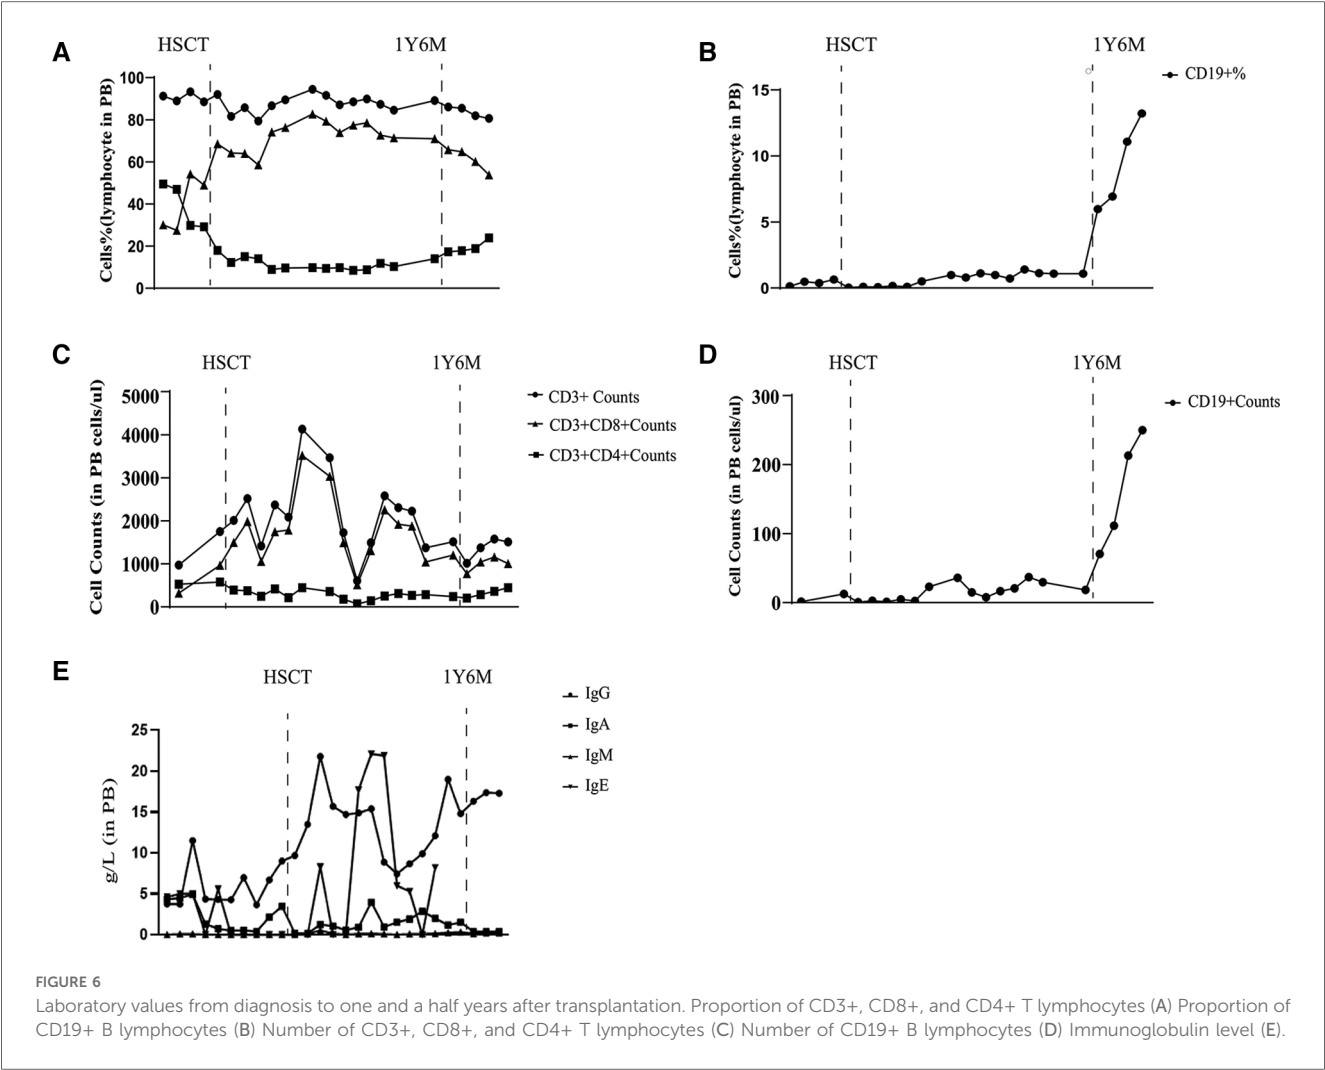 A
HSCT
1Y6M
Cells%(lymphocyte in PB)
100
80
60
40
20
0
B
HSCT
1Y6M
CD19+%
Cells%(lymphocyte in PB)
15
10
5
0
C
HSCT
1Y6M
Cell Counts (in PB cells/ul)
5000
4000
3000
2000
1000
0
CD3+ Counts
CD3+CD8+Counts
CD3+CD4+Counts
D
HSCT
1Y6M
CD19+Counts
Cell Counts (in PB cells/ul)
300
200
100
0
E
HSCT
1Y6M
g/L (in PB)
25
20
15
10
5
0
IgG
IgA
IgM
IgE
FIGURE 6
Laboratory values from diagnosis to one and a half years after transplantation. Proportion of CD3+, CD8+, and CD4+ T lymphocytes (A) Proportion of
CD19+ B lymphocytes (B) Number of CD3+, CD8+, and CD4+ T lymphocytes (C) Number of CD19+ B lymphocytes (D) Immunoglobulin level (E).